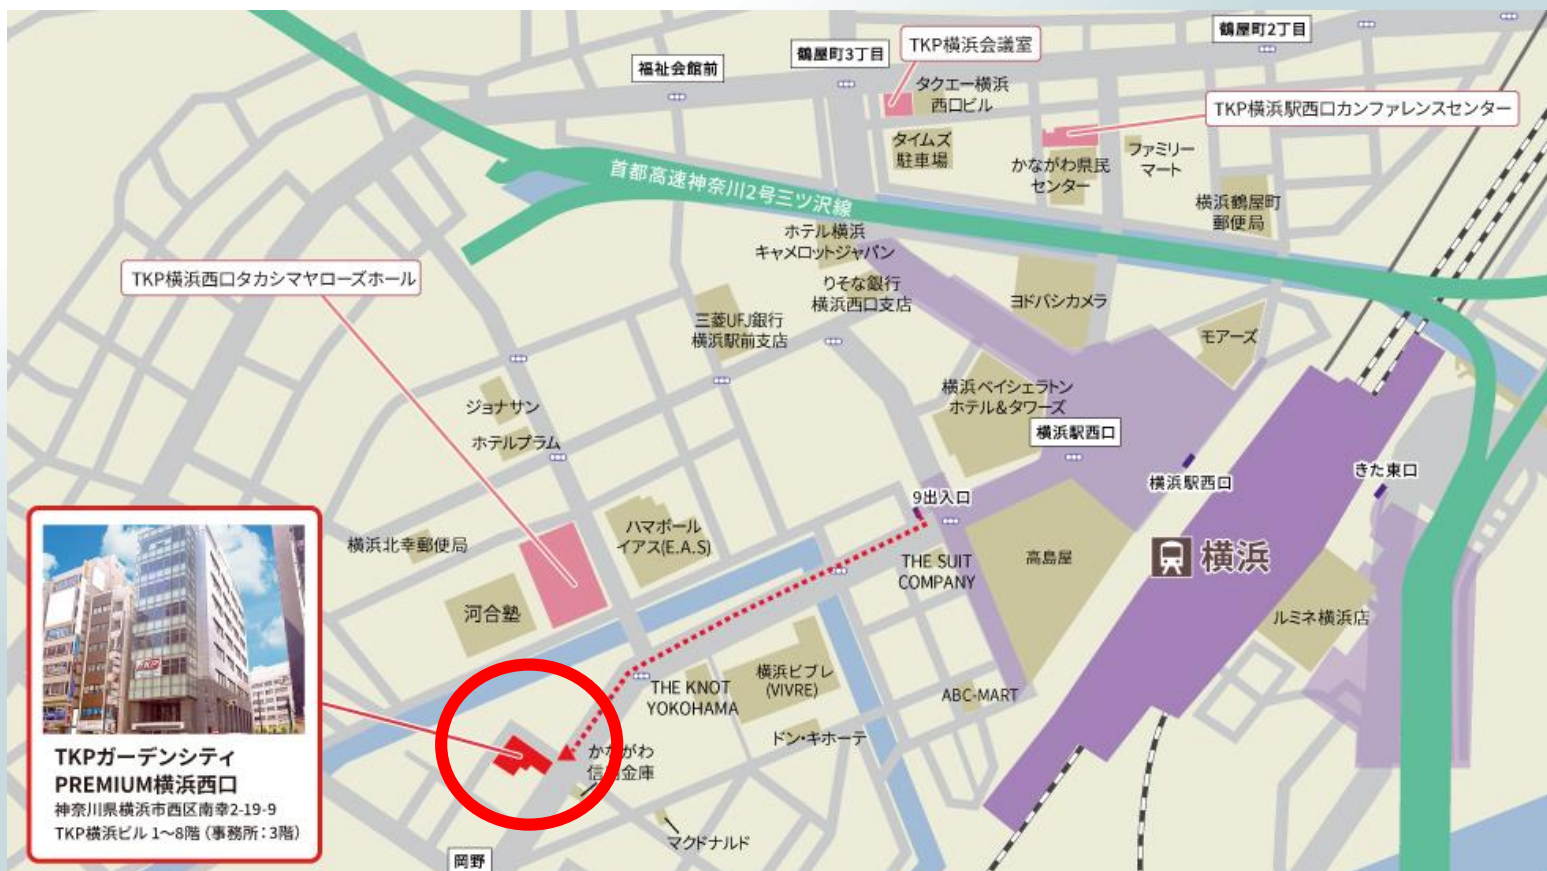 鶴屋町2丁目
鶴屋町3丁目
TKP横浜会議室
福祉会館前
タクエー横浜
西口ビル
TKP横浜駅西口カンファレンスセンター
タイムズ
駐車場
かながわ県民
センター
ファミリー
マート
首都高速神奈川2号三ツ沢線
横浜鶴屋町
郵便局
ホテル横浜
キャメロットジャパン
TKP横浜西口タカシマヤローズホール
りそな銀行
横浜西口支店
ヨドバシカメラ
三菱UFJ銀行
横浜駅前支店
モアーズ
横浜ベイシェラトン
ホテル&タワーズ
ジョナサン
ホテルプラム
横浜駅西口
きた東口
横浜駅西口
9出入口
ハマボール
イアス(E.A.S)
横浜北幸郵便局
THE SUIT
COMPANY
高島屋
横浜
河合塾
ルミネ横浜店
横浜ビブレ
(VIVRE)
THE KNOT
YOKOHAMA
ABC-MART
ドン・キホーテ
かながわ
信用金庫
マクドナルド
岡野
TKP
TKPガーデンシティ
PREMIUM横浜西口
神奈川県横浜市西区南幸2-19-9
TKP横浜ビル 1〜8階 (事務所:3階)